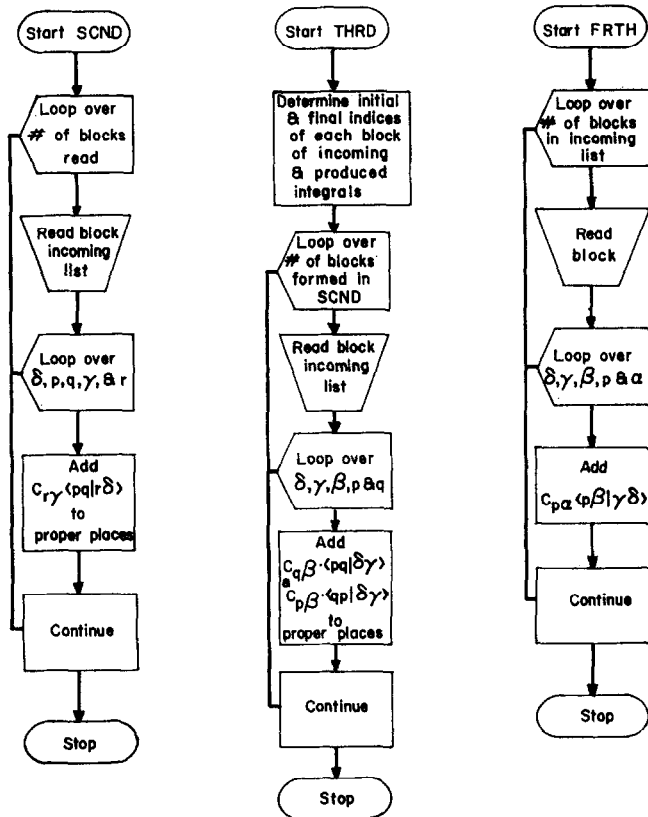 Start SCND
Loop over
# of blocks
read
Read block
incoming
list
Loop over
δ, p, q, γ, & r
Add
C_rγ ⟨pq|rδ⟩
to
proper places
Continue
Stop
Start THRD
Determine initial
& final indices
of each block
of incoming
& produced
integrals
Loop over
# of blocks
formed in
SCND
Read block
incoming
list
Loop over
δ, γ, β, p & q
Add
C_qβ·⟨pq|δγ⟩
&
C_pβ·⟨qp|δγ⟩
to
proper places
Continue
Stop
Start FRTH
Loop over
# of blocks
in incoming
list
Read
block
Loop over
δ, γ, β, p & α
Add
C_pα ⟨pβ|γδ⟩
Continue
Stop